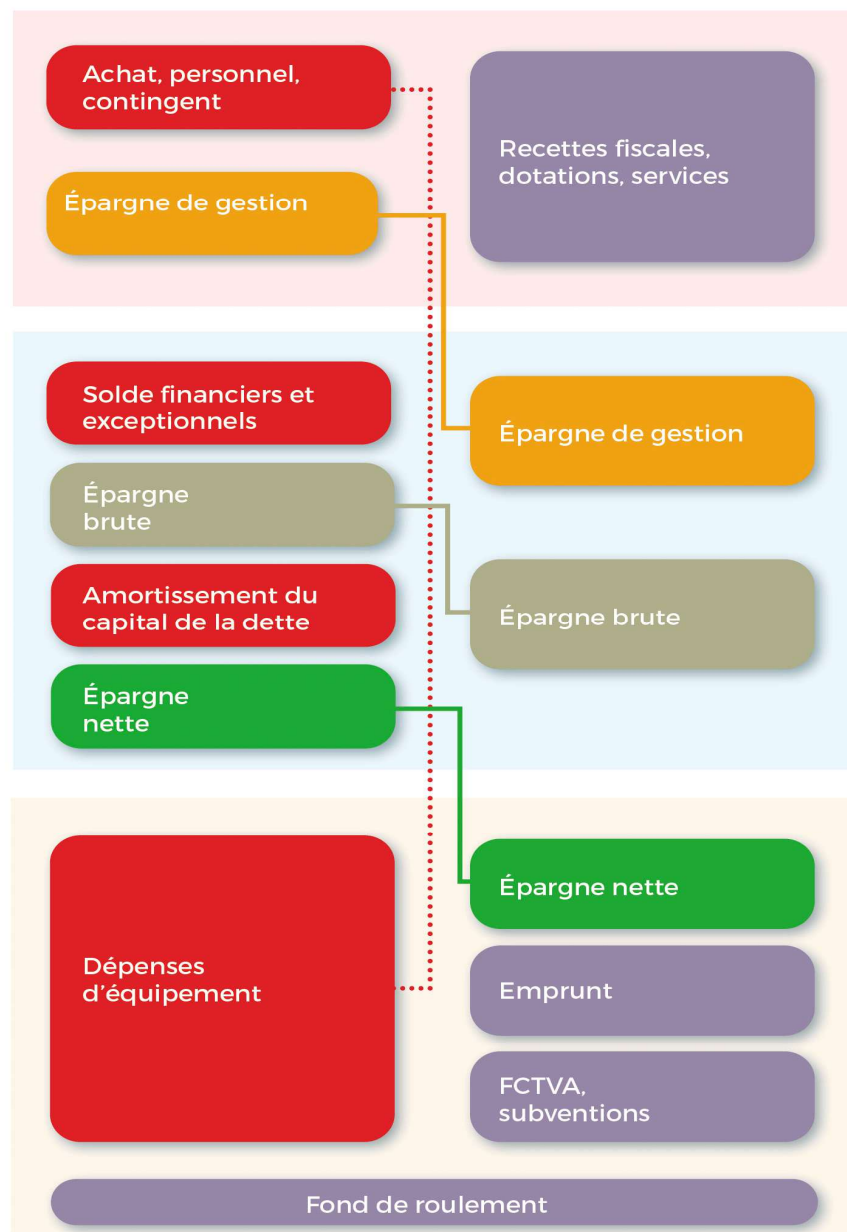 Achat, personnel,
contingent
Recettes fiscales,
dotations, services
Épargne de gestion
Solde financiers et
exceptionnels
Épargne de gestion
Épargne
brute
Amortissement du
capital de la dette
Épargne brute
Épargne
nette
Épargne nette
Dépenses
d’équipement
Emprunt
FCTVA,
subventions
Fond de roulement